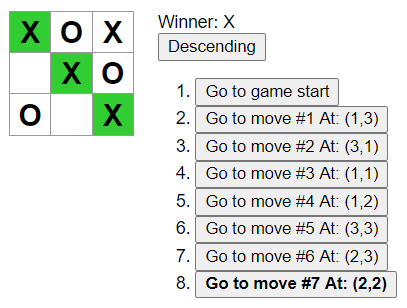 X O X
X O
O X
Winner: X
Descending
1. Go to game start
2. Go to move #1 At: (1,3)
3. Go to move #2 At: (3,1)
4. Go to move #3 At: (1,1)
5. Go to move #4 At: (1,2)
6. Go to move #5 At: (3,3)
7. Go to move #6 At: (2,3)
8. Go to move #7 At: (2,2)